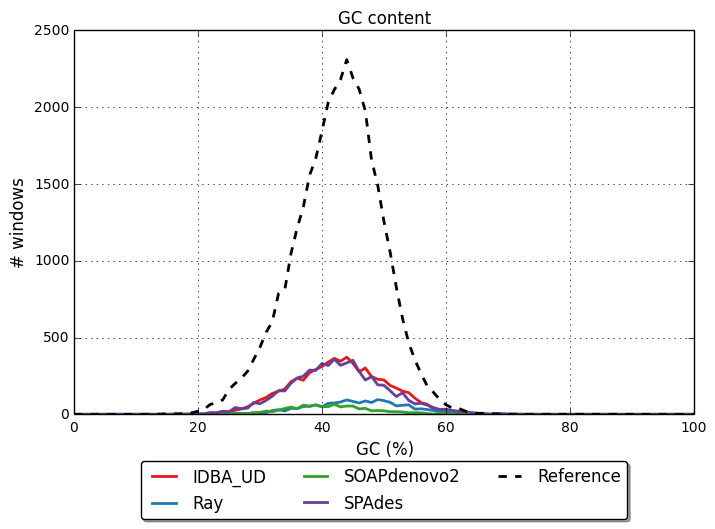 GC content
2500
2000
1500
1000
500
0
# windows
0 20 40 60 80 100
GC (%)
IDBA_UD SOAPdenovo2 Reference
Ray SPAdes